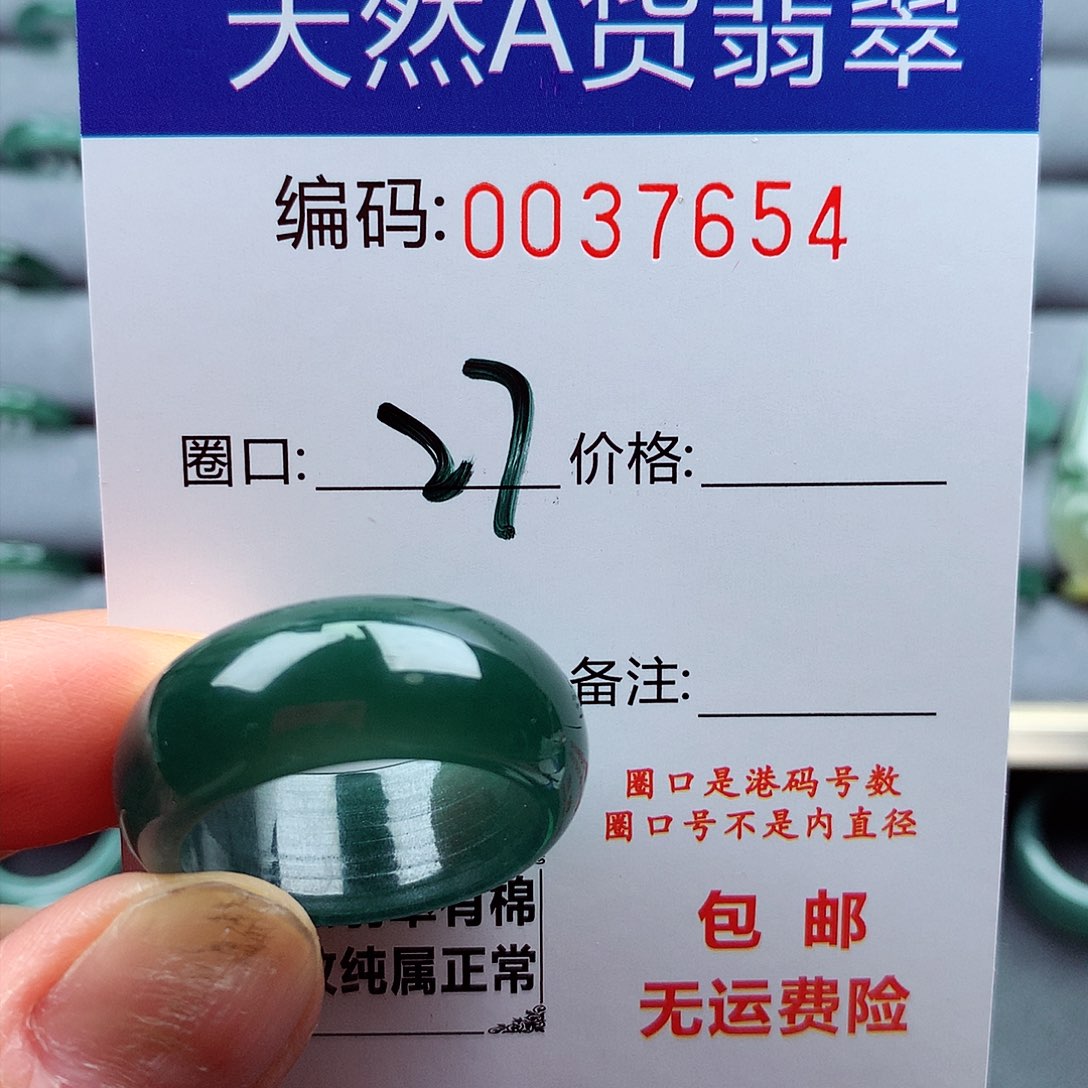 天然A货翡翠
编码:0037654
圈口: 27 价格:
备注:
圈口是港码号数
圈口号不是内直径
有棉
纯属正常
包邮
无运费险